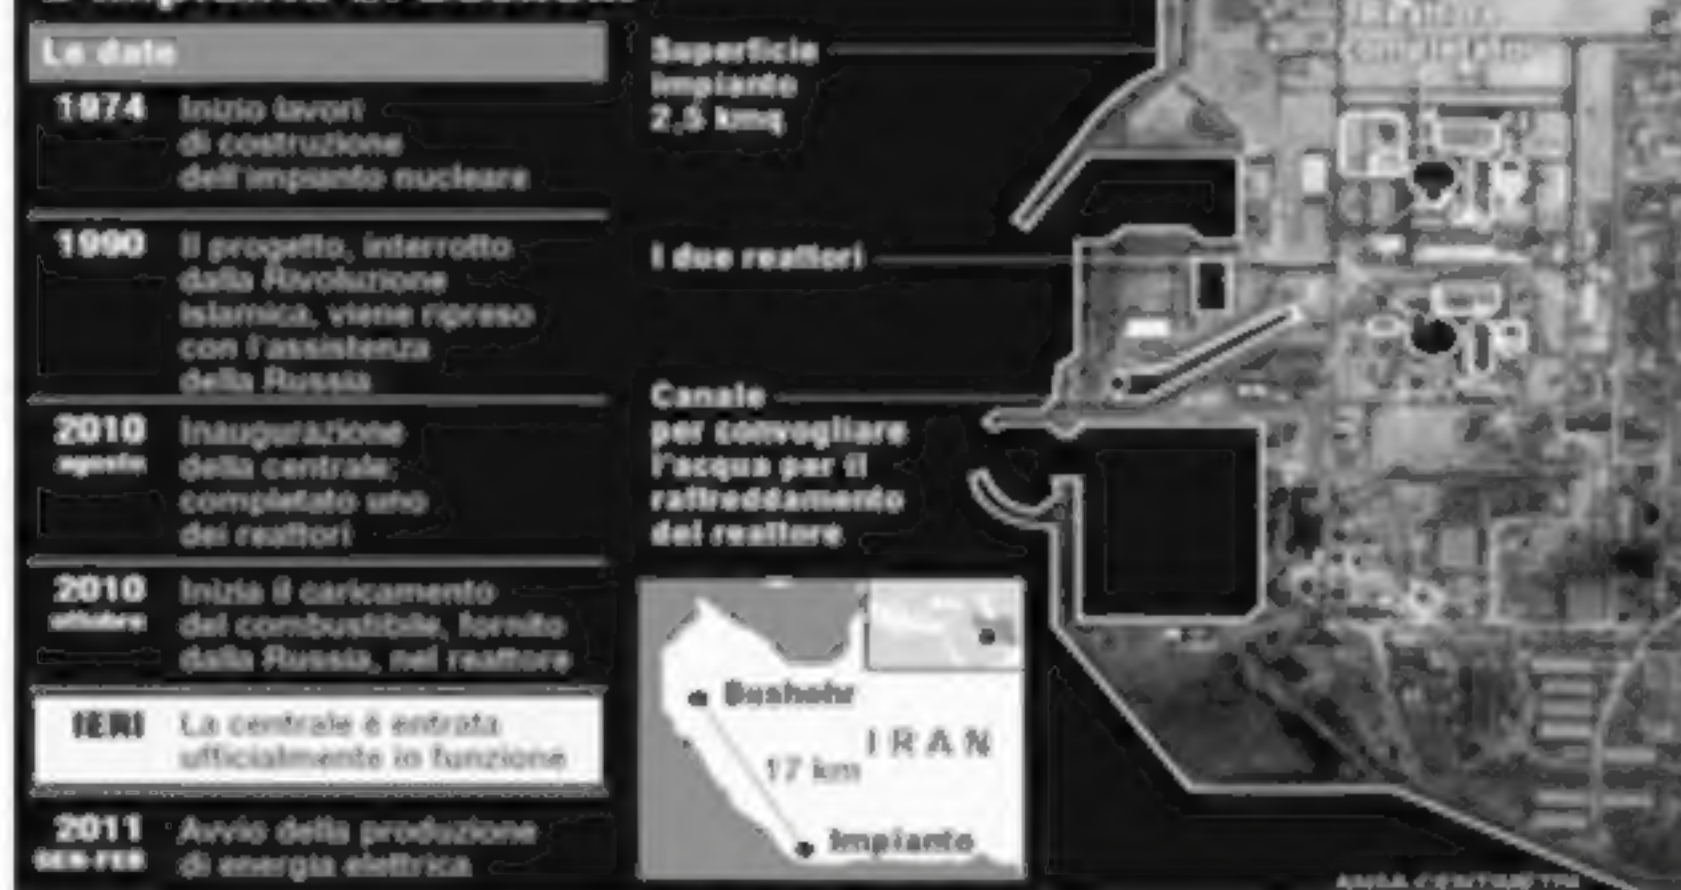 Le date
1974 Inizio lavori
di costruzione
dell'impianto nucleare
1990 Il progetto, interrotto
dalla Rivoluzione
Islamica, viene ripreso
con l'assistenza
della Russia
2010 Inaugurazione
agosto della centrale;
completato uno
dei reattori
2010 Inizia il caricamento
ottobre del combustibile, fornito
dalla Russia, nel reattore
IERI La centrale è entrata
ufficialmente in funzione
2011 Avvio della produzione
GEN-FEB di energia elettrica
Superficie
impianto
2,5 kmq
I due reattori
Canale
per convogliare
l'acqua per il
raffreddamento
del reattore
completato
Bushehr
IRAN
17 km
Impianto